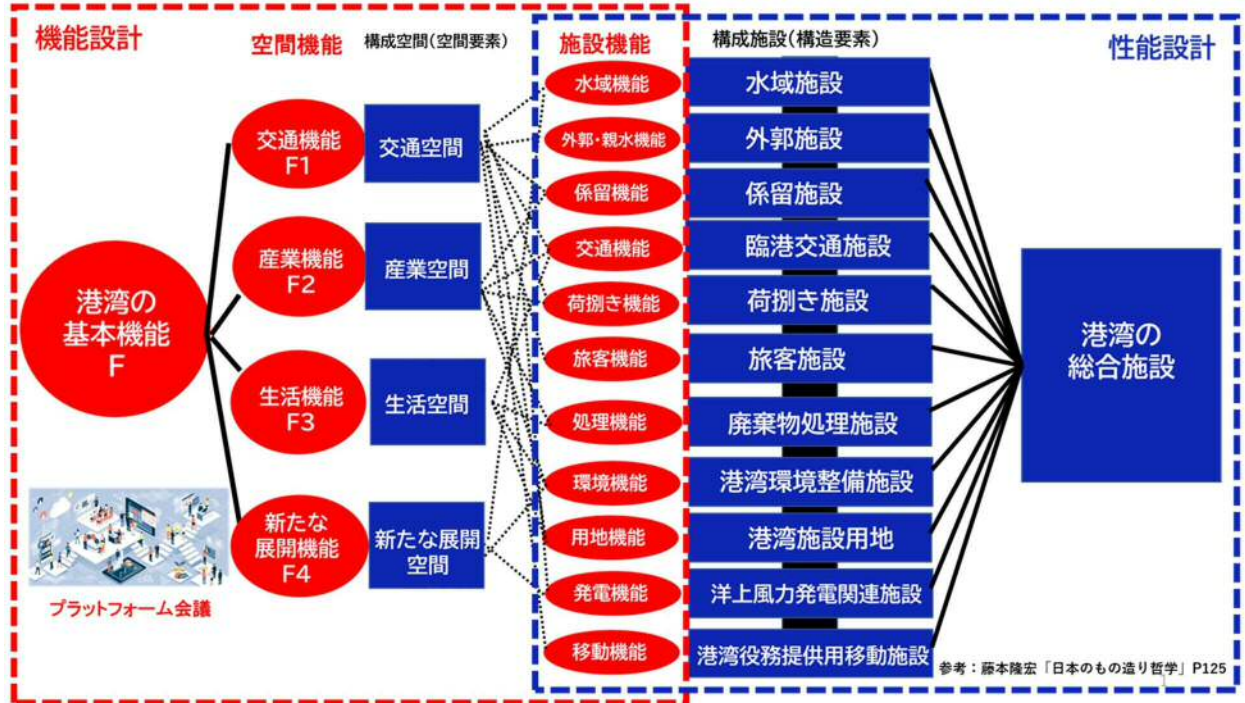 機能設計
空間機能
構成空間(空間要素)
施設機能
構成施設(構造要素)
性能設計
港湾の
基本機能
F
交通機能
F1
交通空間
産業機能
F2
産業空間
生活機能
F3
生活空間
新たな
展開機能
F4
新たな展開
空間
プラットフォーム会議
水域機能
水域施設
外郭・親水機能
外郭施設
係留機能
係留施設
交通機能
臨港交通施設
荷捌き機能
荷捌き施設
旅客機能
旅客施設
処理機能
廃棄物処理施設
環境機能
港湾環境整備施設
用地機能
港湾施設用地
発電機能
洋上風力発電関連施設
移動機能
港湾役務提供用移動施設
港湾の
総合施設
参考：藤本隆宏「日本のもの造り哲学」P125
1